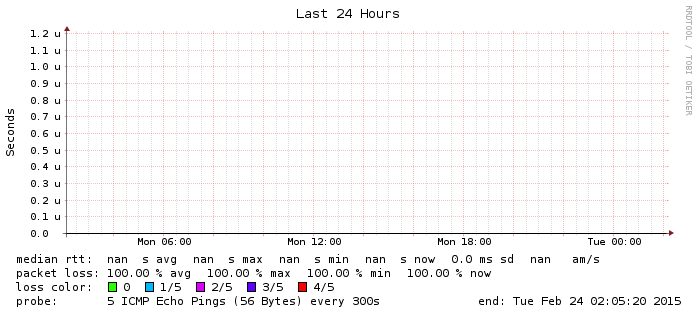 Last 24 Hours
RRDTOOL / TOBI OETIKER
Seconds
1.2 u
1.1 u
1.0 u
0.9 u
0.8 u
0.7 u
0.6 u
0.5 u
0.4 u
0.3 u
0.2 u
0.1 u
0.0
Mon 06:00 Mon 12:00 Mon 18:00 Tue 00:00
median rtt: nan s avg nan s max nan s min nan s now 0.0 ms sd nan am/s
packet loss: 100.00 % avg 100.00 % max 100.00 % min 100.00 % now
loss color: 0 1/5 2/5 3/5 4/5
probe: 5 ICMP Echo Pings (56 Bytes) every 300s end: Tue Feb 24 02:05:20 2015